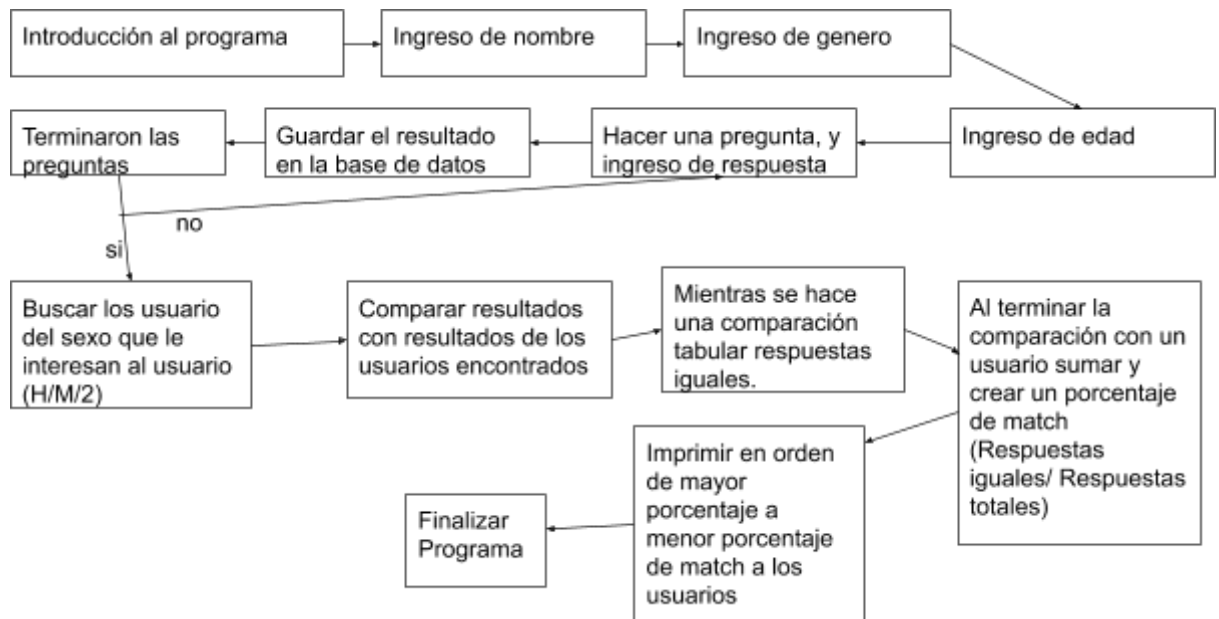 Introducción al programa
Ingreso de nombre
Ingreso de genero
Terminaron las
preguntas
Guardar el resultado
en la base de datos
Hacer una pregunta, y
ingreso de respuesta
Ingreso de edad
no
si
Buscar los usuario
del sexo que le
interesan al usuario
(H/M/2)
Comparar resultados
con resultados de los
usuarios encontrados
Mientras se hace
una comparación
tabular respuestas
iguales.
Al terminar la
comparación con un
usuario sumar y
crear un porcentaje
de match
(Respuestas
iguales/ Respuestas
totales)
Imprimir en orden
de mayor
porcentaje a
menor porcentaje
de match a los
usuarios
Finalizar
Programa